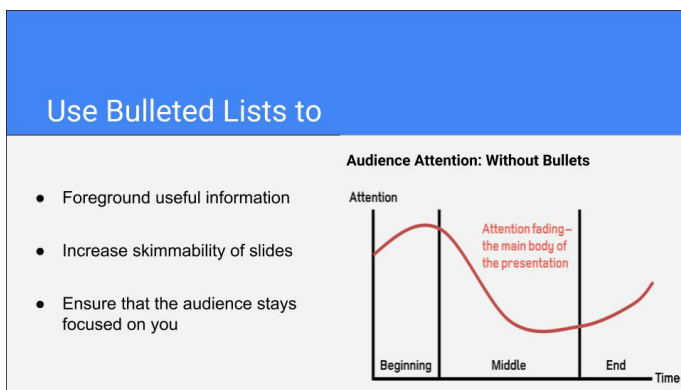 Use Bulleted Lists to
● Foreground useful information
● Increase skimmability of slides
● Ensure that the audience stays
focused on you
Audience Attention: Without Bullets
Attention
Attention fading–
the main body of
the presentation
Beginning
Middle
End
Time